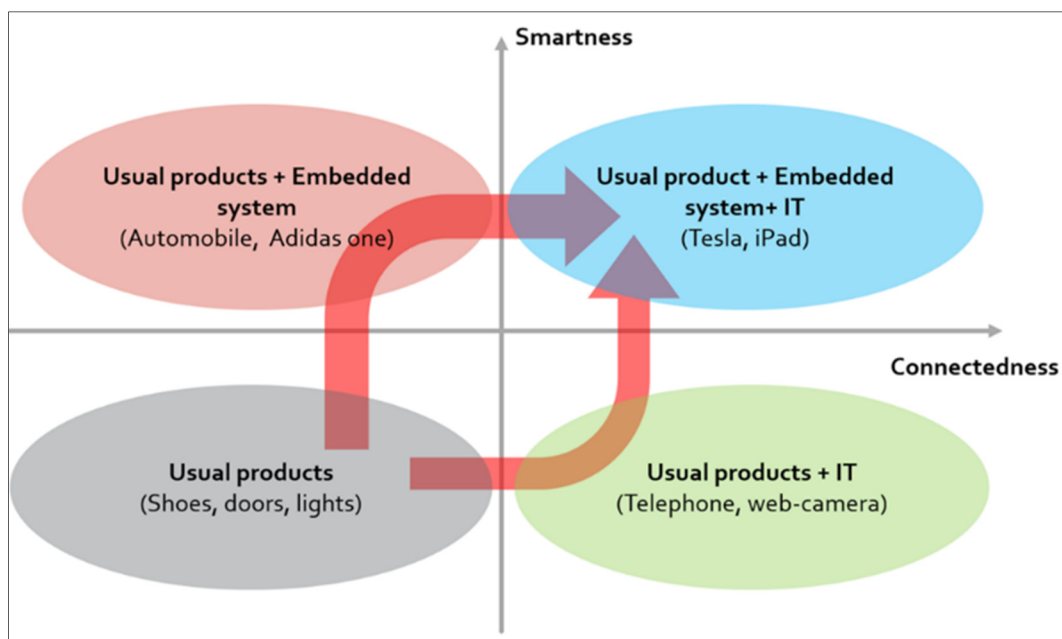 Smartness
Usual products + Embedded
system
(Automobile, Adidas one)
Usual product + Embedded
system+ IT
(Tesla, iPad)
Connectedness
Usual products
(Shoes, doors, lights)
Usual products + IT
(Telephone, web-camera)